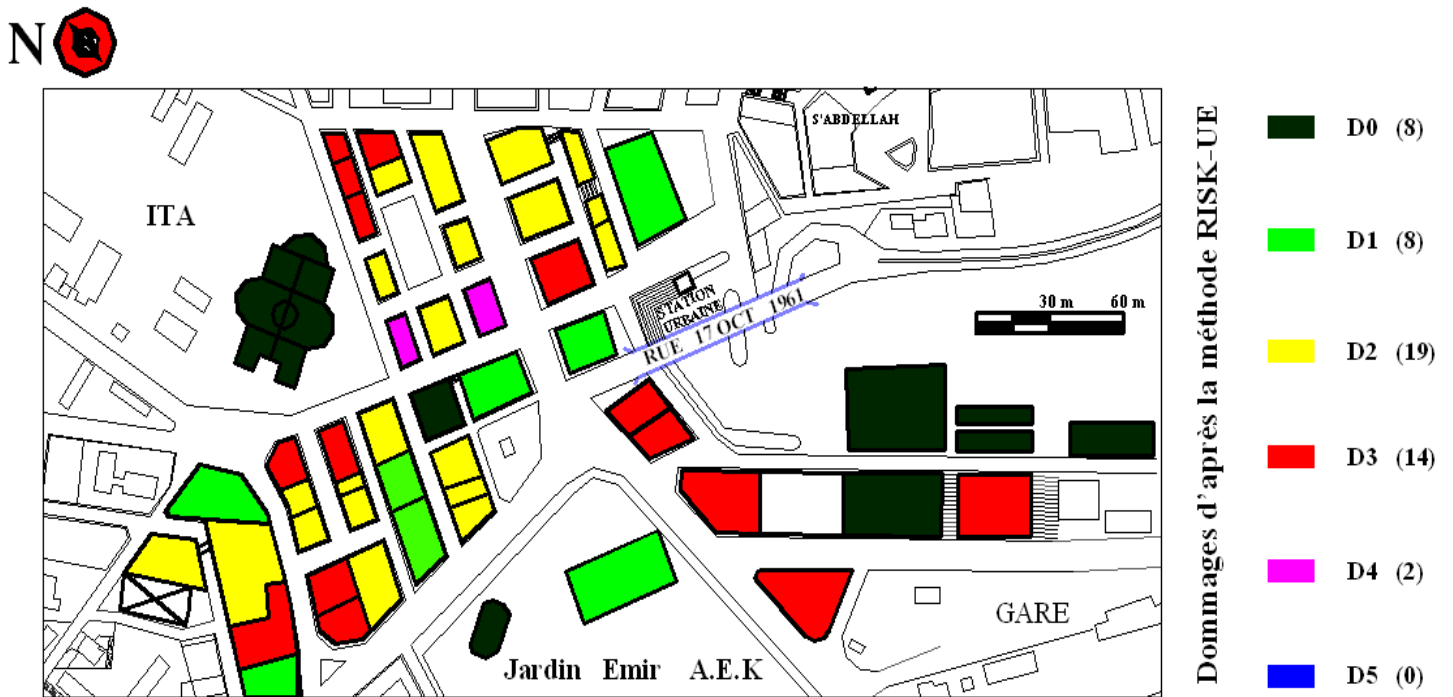 N
S'ABDELLAH
ITA
STATION
URBAINE
RUE 17 OCT 1961
30 m 60 m
GARE
Jardin Emir A.E.K
Dommages d'après la méthode RISK-UE
D0 (8)
D1 (8)
D2 (19)
D3 (14)
D4 (2)
D5 (0)